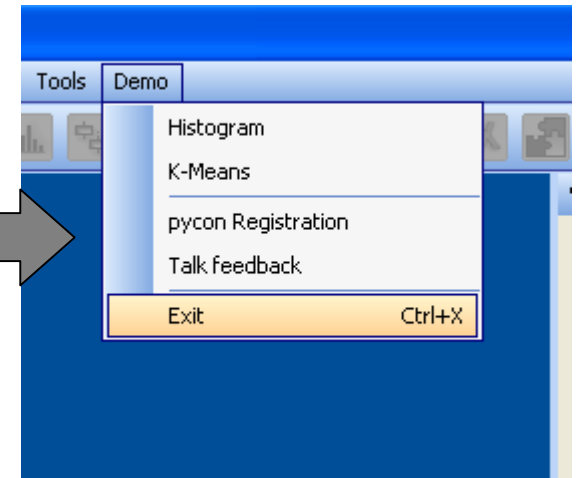 Tools Demo
Histogram
K-Means
pycon Registration
Talk feedback
Exit Ctrl+X